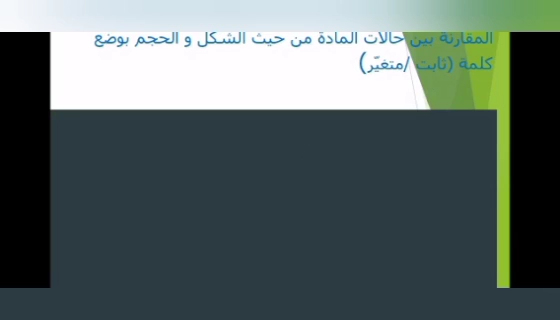 المقارنة بين حالات المادة من حيث الشكل و الحجم بوضع
كلمة (ثابت /متغيّر)